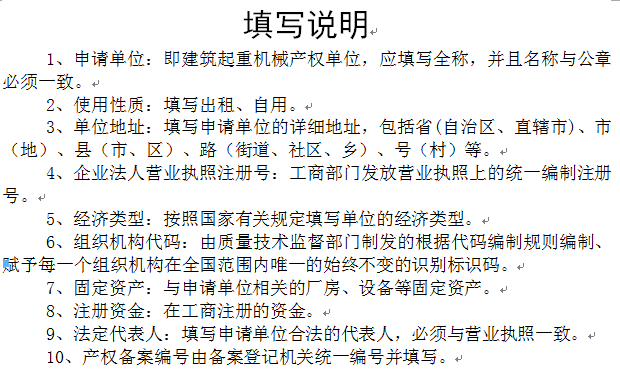 填写说明
1、申请单位：即建筑起重机械产权单位，应填写全称，并且名称与公章
必须一致。
2、使用性质：填写出租、自用。
3、单位地址：填写申请单位的详细地址，包括省(自治区、直辖市)、市
（地）、县（市、区）、路（街道、社区、乡）、号（村）等。
4、企业法人营业执照注册号：工商部门发放营业执照上的统一编制注册
号。
5、经济类型：按照国家有关规定填写单位的经济类型。
6、组织机构代码：由质量技术监督部门制发的根据代码编制规则编制、
赋予每一个组织机构在全国范围内唯一的始终不变的识别标识码。
7、固定资产：与申请单位相关的厂房、设备等固定资产。
8、注册资金：在工商注册的资金。
9、法定代表人：填写申请单位合法的代表人，必须与营业执照一致。
10、产权备案编号由备案登记机关统一编号并填写。